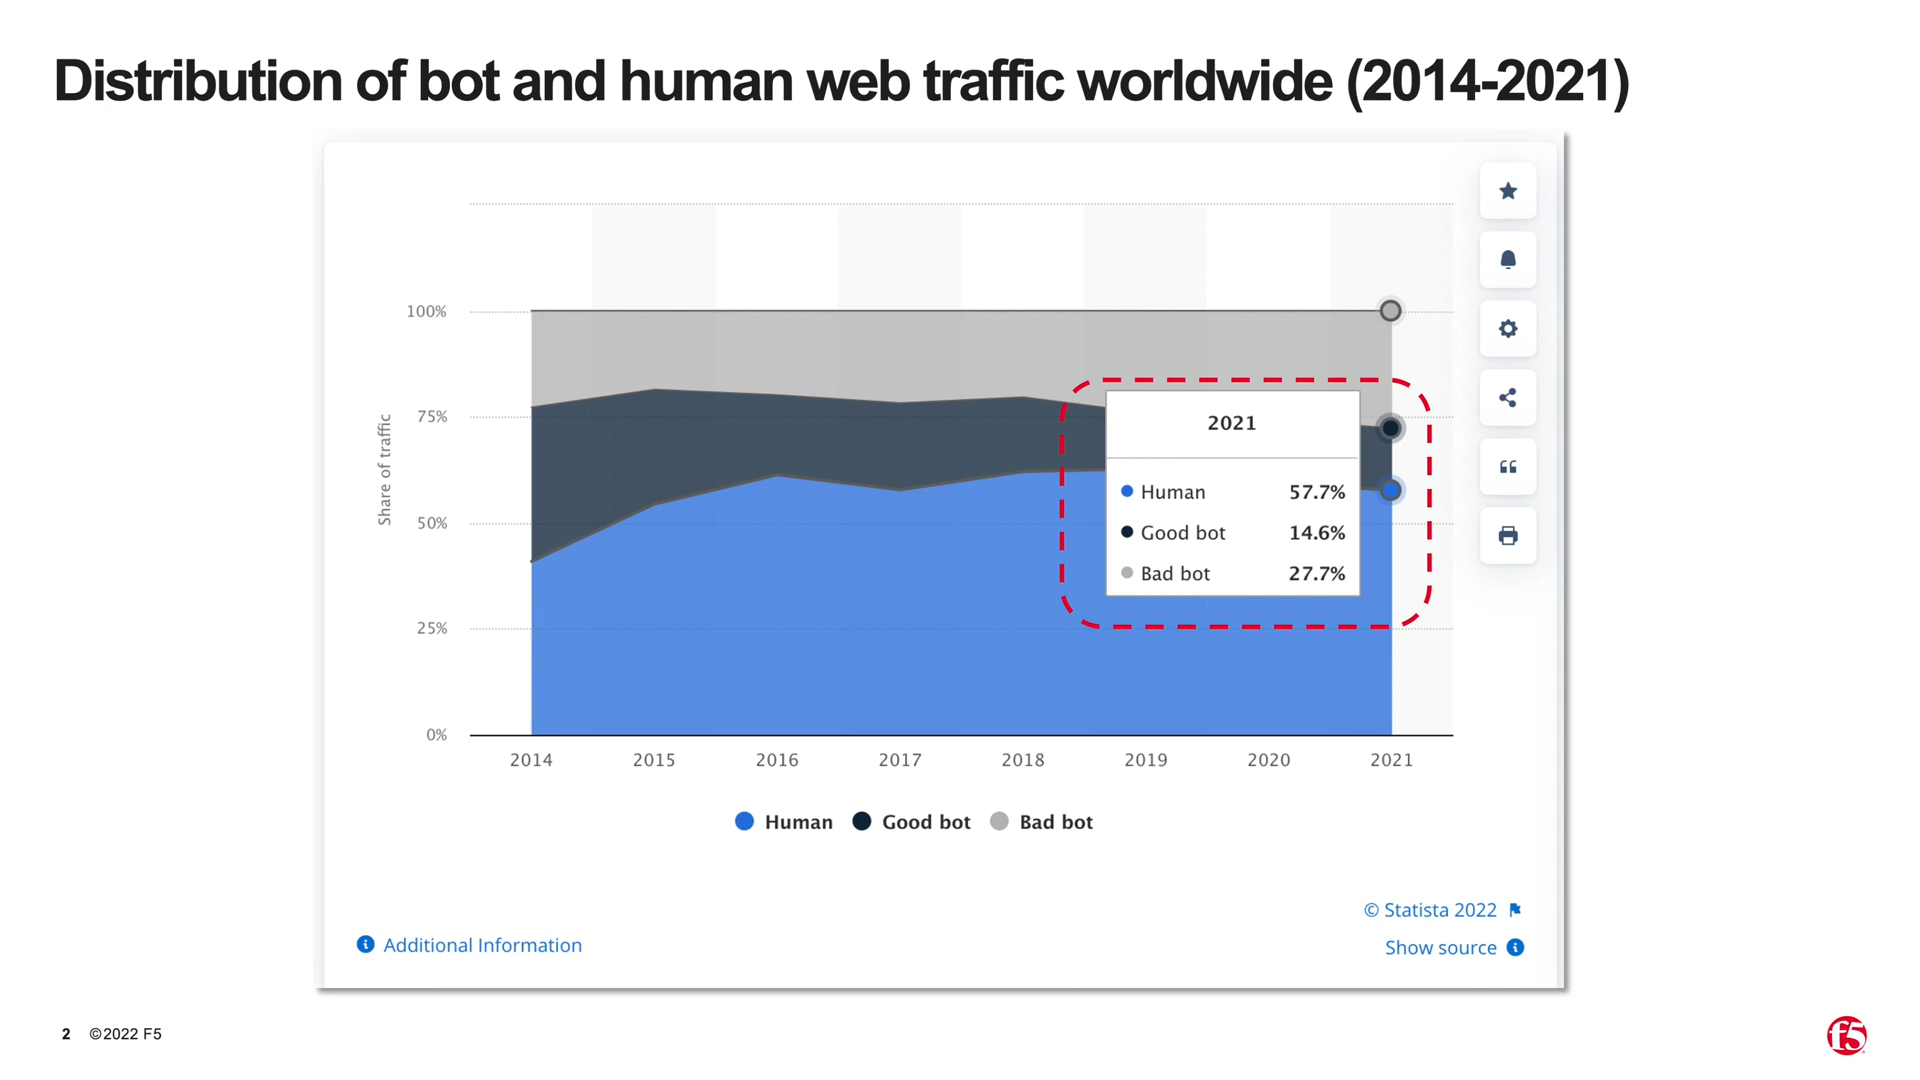 Distribution of bot and human web traffic worldwide (2014-2021)
100%
75%
50%
25%
0%
Share of traffic
2021
Human 57.7%
Good bot 14.6%
Bad bot 27.7%
2014 2015 2016 2017 2018 2019 2020 2021
Human Good bot Bad bot
© Statista 2022
Additional Information
Show source
2 ©2022 F5
f5